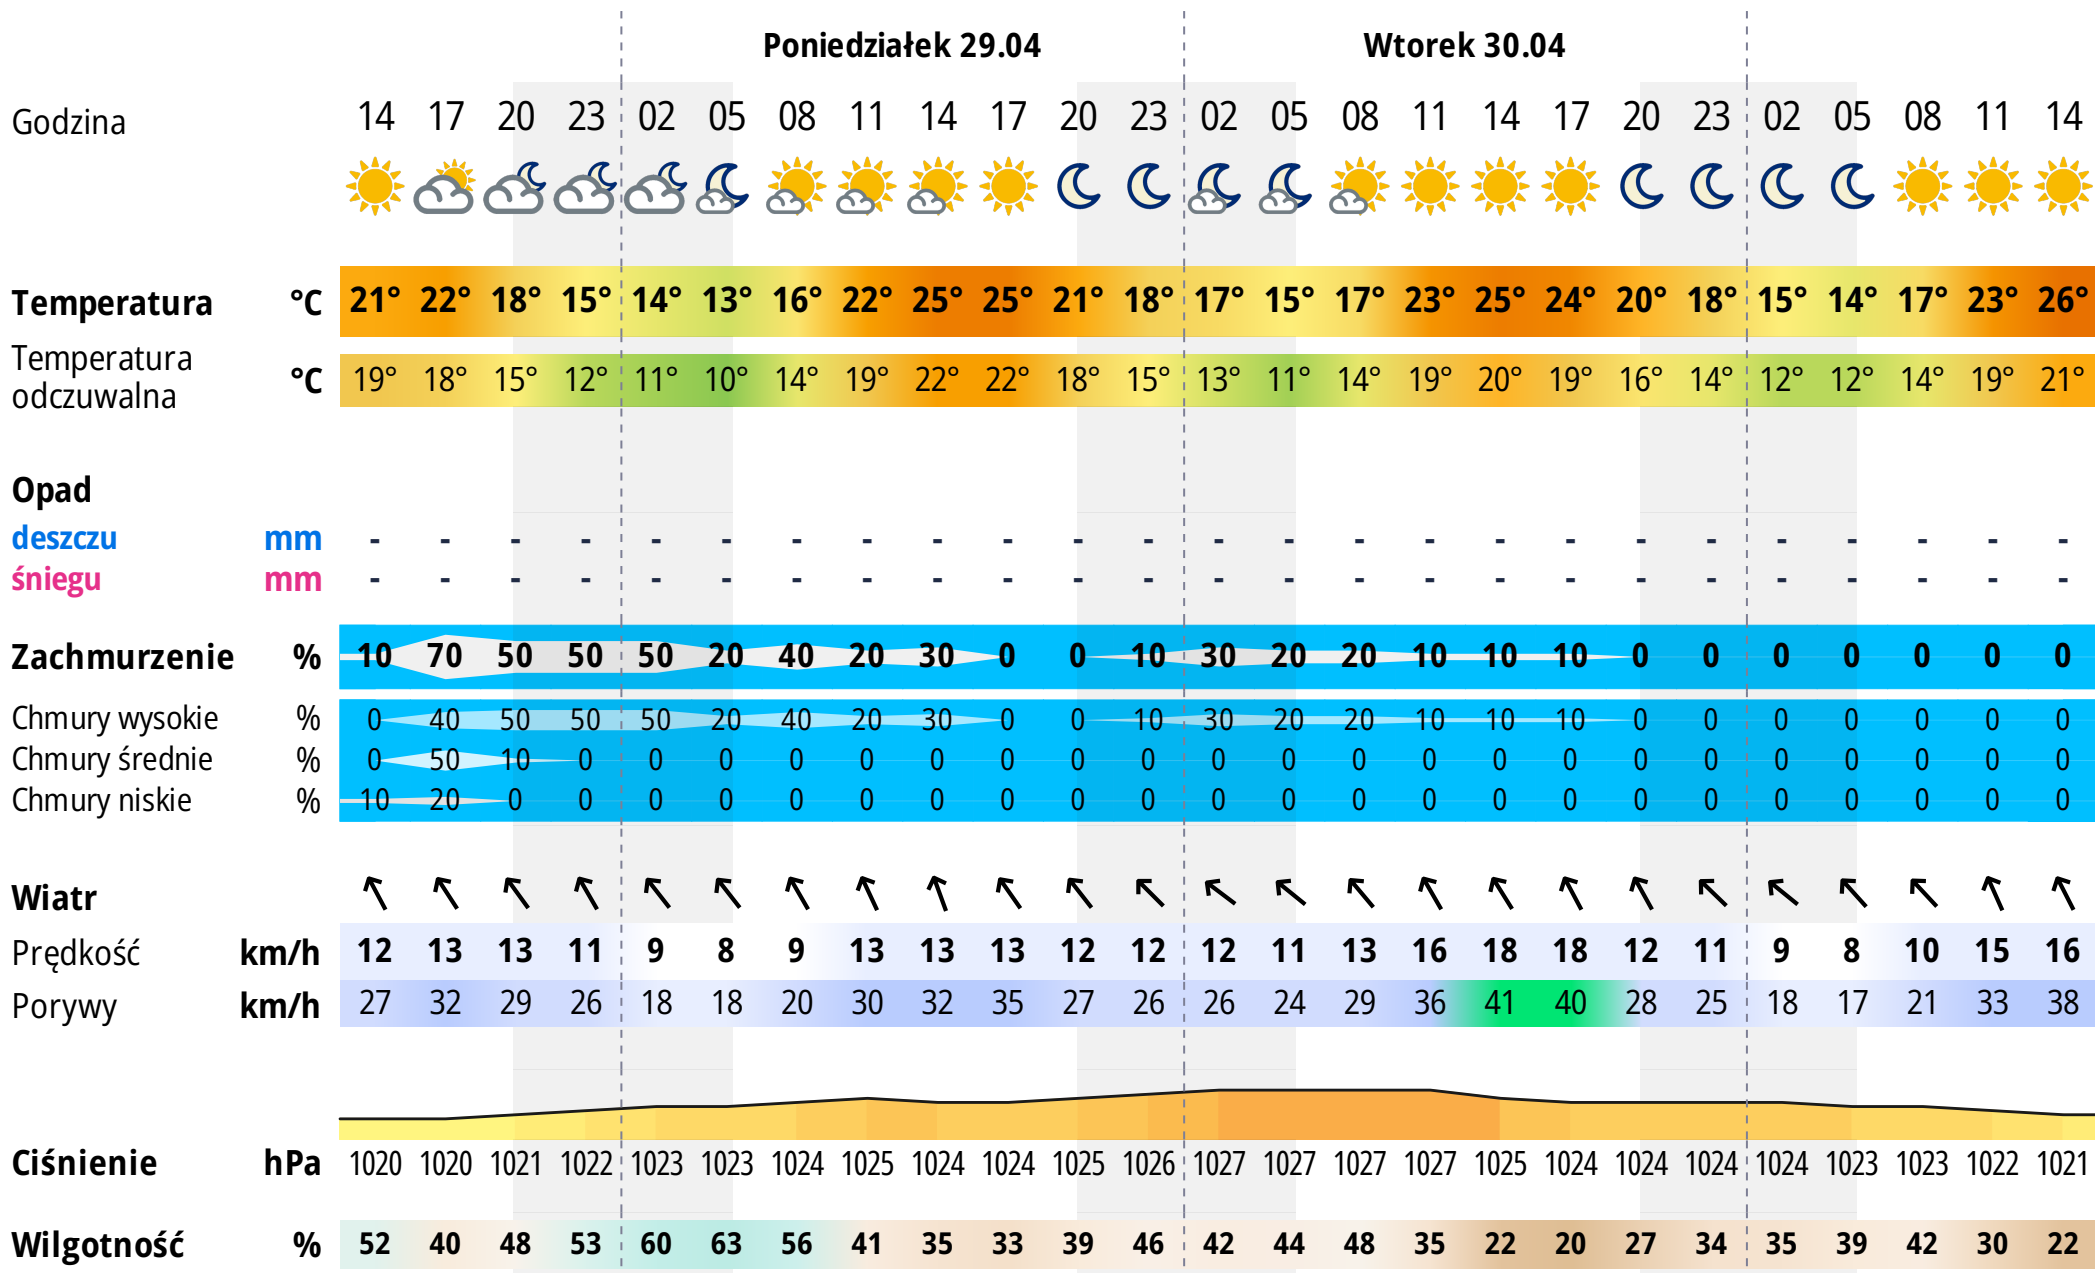 Poniedziałek 29.04 Wtorek 30.04
Godzina 14 17 20 23 02 05 08 11 14 17 20 23 02 05 08 11 14 17 20 23 02 05 08 11 14
Temperatura °C 21° 22° 18° 15° 14° 13° 16° 22° 25° 25° 21° 18° 17° 15° 17° 23° 25° 24° 20° 18° 15° 14° 17° 23° 26°
Temperatura
odczuwalna °C 19° 18° 15° 12° 11° 10° 14° 19° 22° 22° 18° 15° 13° 11° 14° 19° 20° 19° 16° 14° 12° 12° 14° 19° 21°
Opad
deszczu mm - - - - - - - - - - - - - - - - - - - - - - - - -
śniegu mm - - - - - - - - - - - - - - - - - - - - - - - - -
Zachmurzenie % 10 70 50 50 50 20 40 20 30 0 0 10 30 20 20 10 10 10 0 0 0 0 0 0 0
Chmury wysokie % 0 40 50 50 50 20 40 20 30 0 0 10 30 20 20 10 10 10 0 0 0 0 0 0 0
Chmury średnie % 0 50 10 0 0 0 0 0 0 0 0 0 0 0 0 0 0 0 0 0 0 0 0 0 0
Chmury niskie % 10 20 0 0 0 0 0 0 0 0 0 0 0 0 0 0 0 0 0 0 0 0 0 0 0
Wiatr
Prędkość km/h 12 13 13 11 9 8 9 13 13 13 12 12 12 11 13 16 18 18 12 11 9 8 10 15 16
Porywy km/h 27 32 29 26 18 18 20 30 32 35 27 26 26 24 29 36 41 40 28 25 18 17 21 33 38
Ciśnienie hPa 1020 1020 1021 1022 1023 1023 1024 1025 1024 1024 1025 1026 1027 1027 1027 1027 1025 1024 1024 1024 1024 1023 1023 1022 1021
Wilgotność % 52 40 48 53 60 63 56 41 35 33 39 46 42 44 48 35 22 20 27 34 35 39 42 30 22